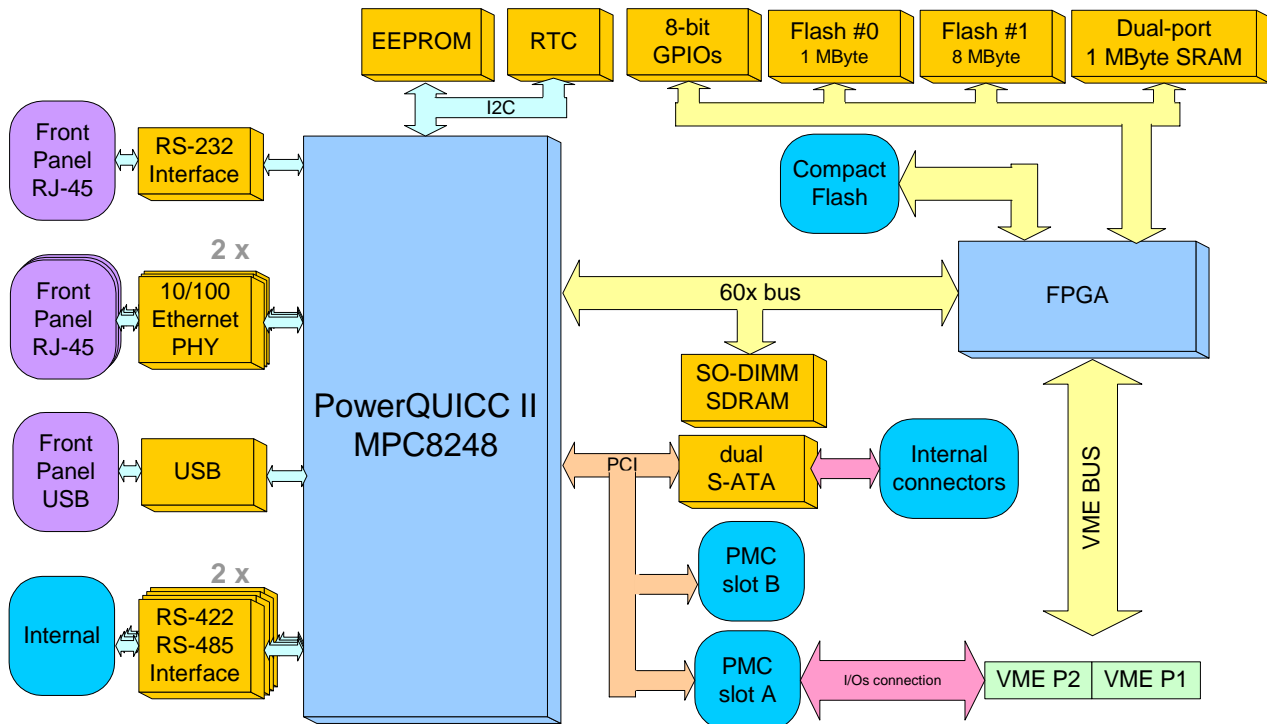 EEPROM
RTC
8-bit
GPIOs
Flash #0
1 MByte
Flash #1
8 MByte
Dual-port
1 MByte SRAM
I2C
Front
Panel
RJ-45
RS-232
Interface
Compact
Flash
2 x
Front
Panel
RJ-45
10/100
Ethernet
PHY
60x bus
FPGA
SO-DIMM
SDRAM
PowerQUICC II
MPC8248
Front
Panel
USB
USB
PCI
dual
S-ATA
Internal
connectors
VME BUS
PMC
slot B
2 x
Internal
RS-422
RS-485
Interface
PMC
slot A
I/Os connection
VME P2
VME P1